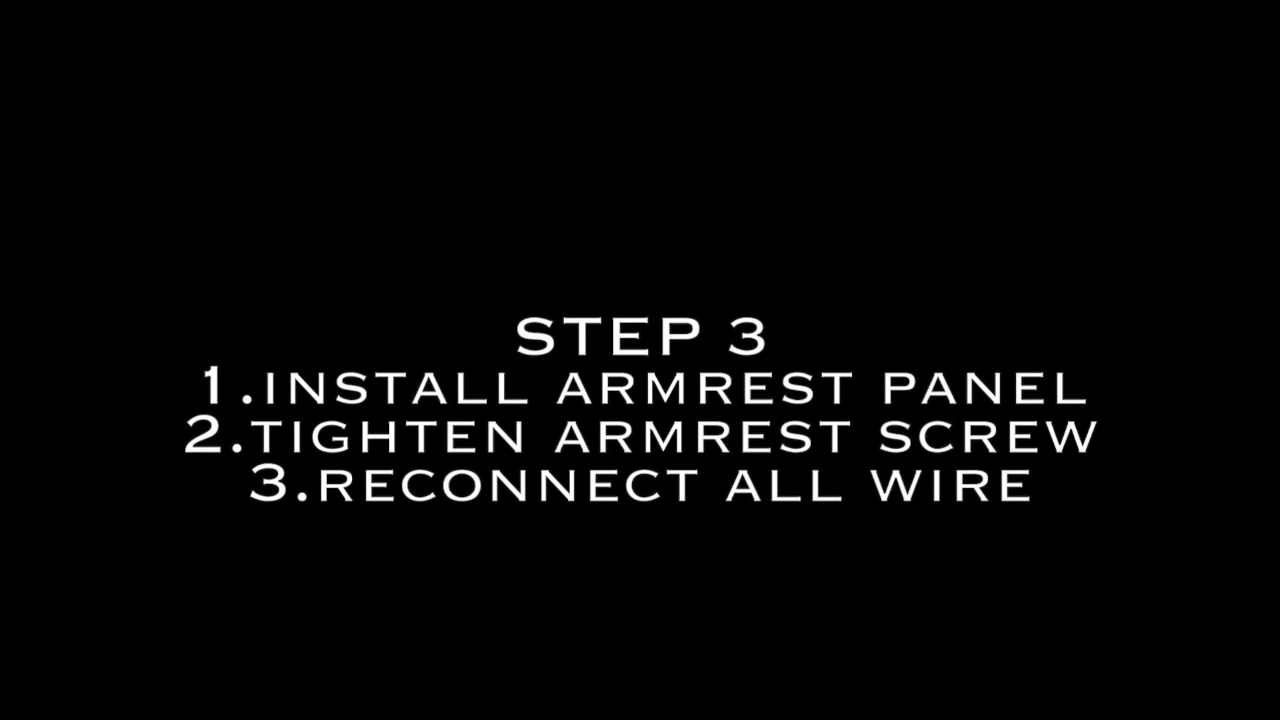 STEP 3
1.INSTALL ARMREST PANEL
2.TIGHTEN ARMREST SCREW
3.RECONNECT ALL WIRE